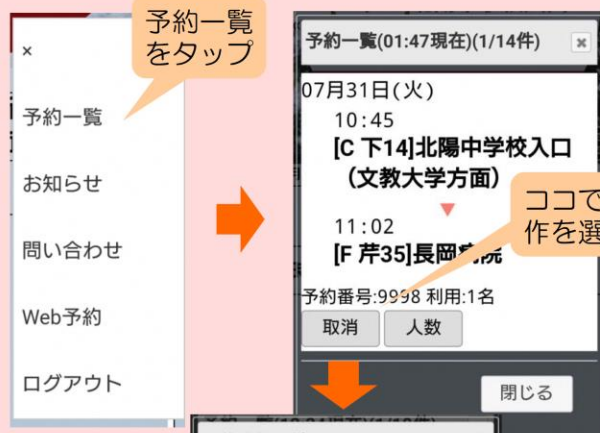 予約一覧
をタップ
×
予約一覧
お知らせ
問い合わせ
Web予約
ログアウト
予約一覧(01:47現在)(1/14件)
×
07月31日(火)
10:45
[C 下14]北陽中学校入口
(文教大学方面)
11:02
[F 芹35]長岡病院
ココで
作を選
予約番号:9998 利用:1名
取消
人数
閉じる